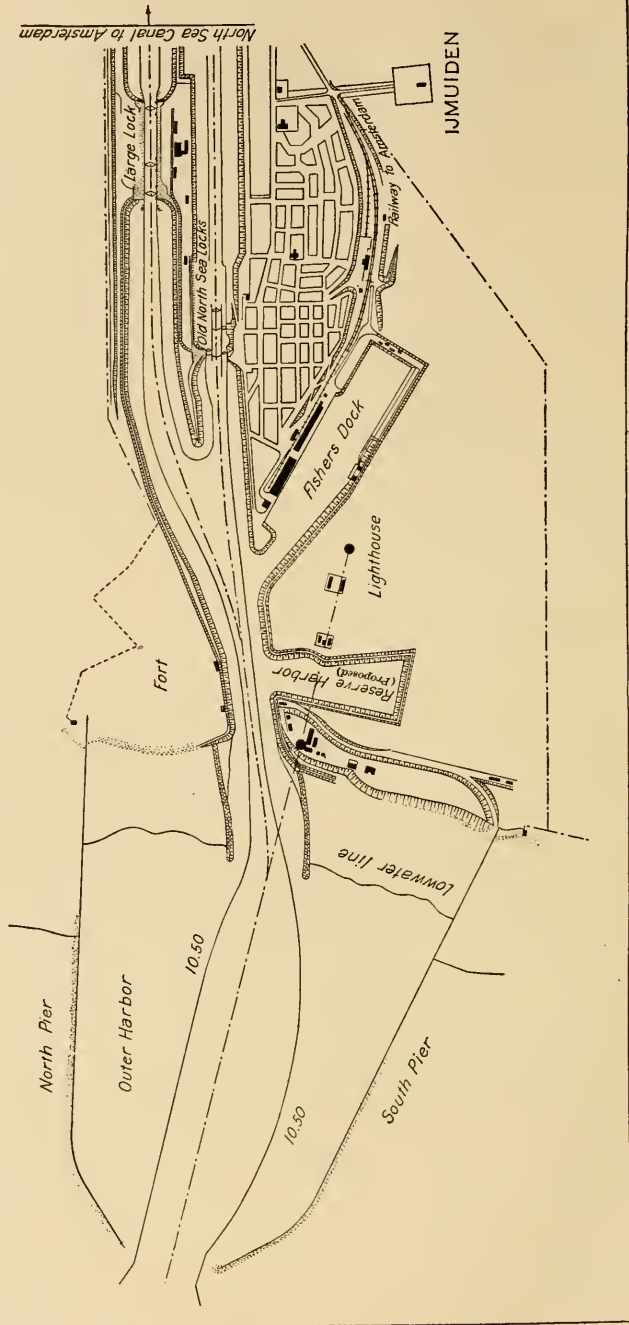 North Sea Canal to Amsterdam
Large Lock
Old North Sea Locks
IJMUIDEN
Railway to Amsterdam
Fishers Dock
Lighthouse
Reserve Harbor
(Proposed)
Fort
Lowwater line
North Pier
Outer Harbor
10.50
10.50
South Pier